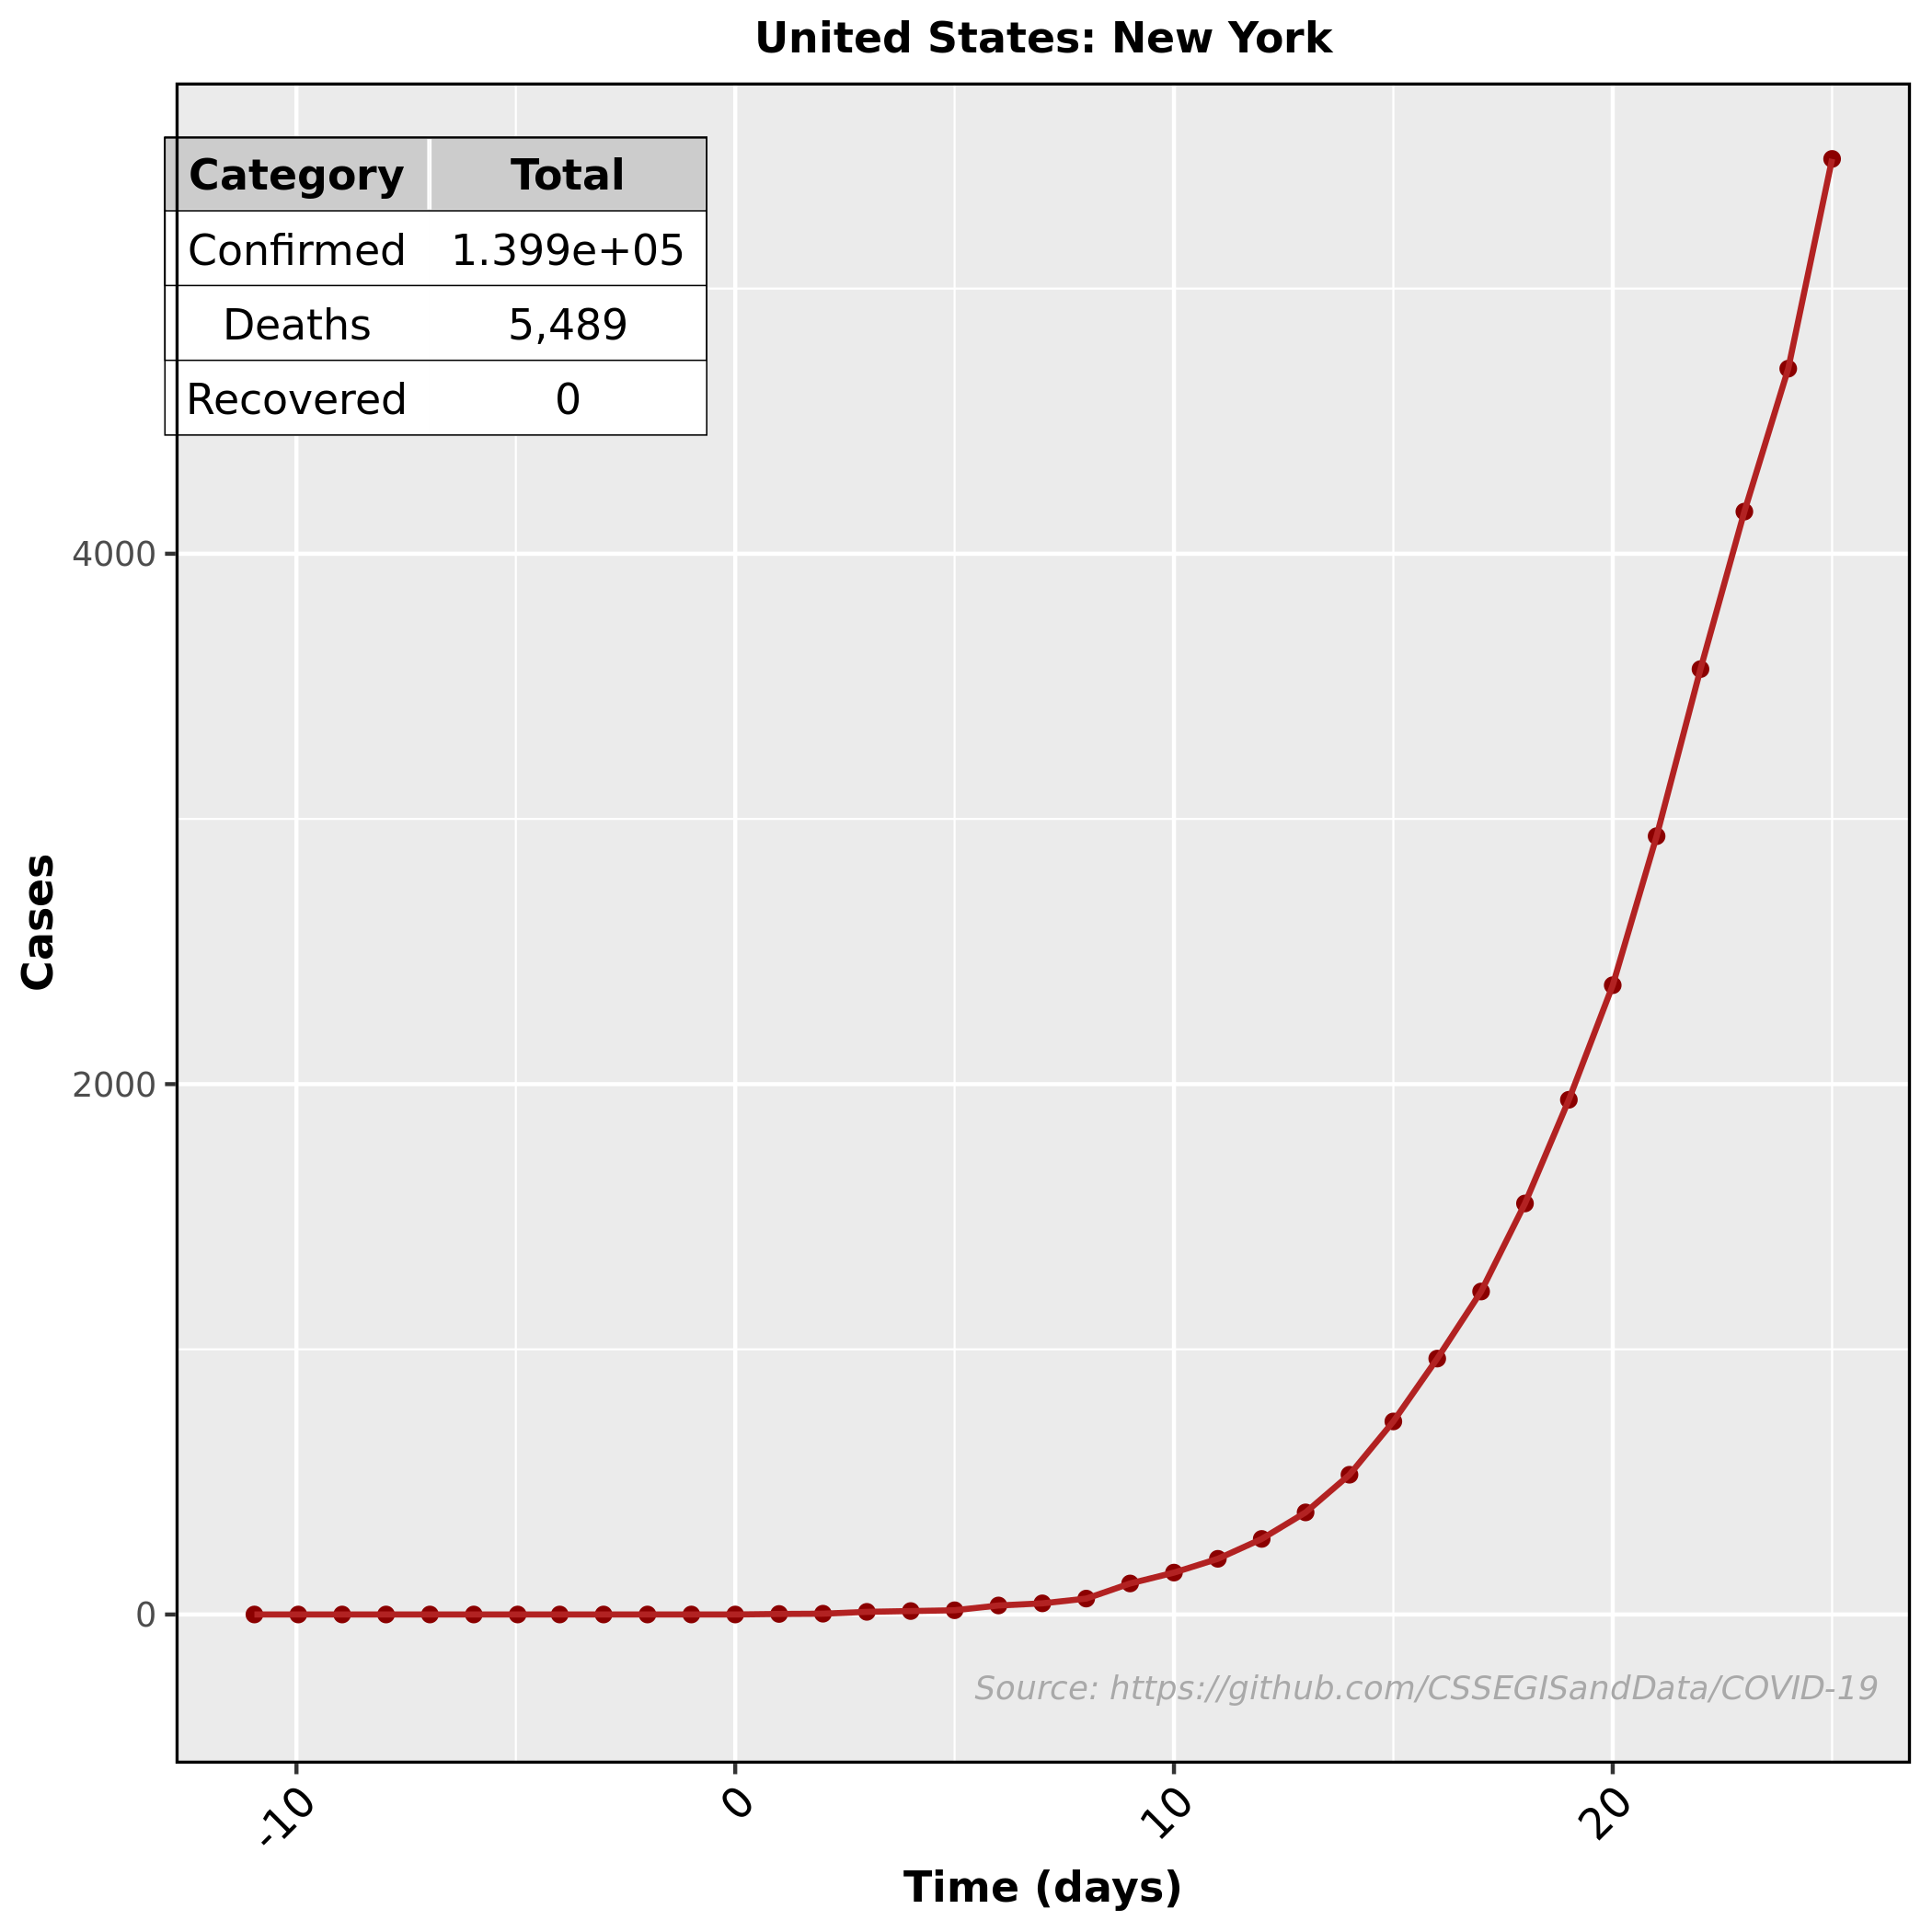 United States: New York
Category Total
Confirmed 1.399e+05
Deaths 5,489
Recovered 0
4000
2000
0
Cases
Source: https://github.com/CSSEGISandData/COVID-19
-10 0 10 20
Time (days)